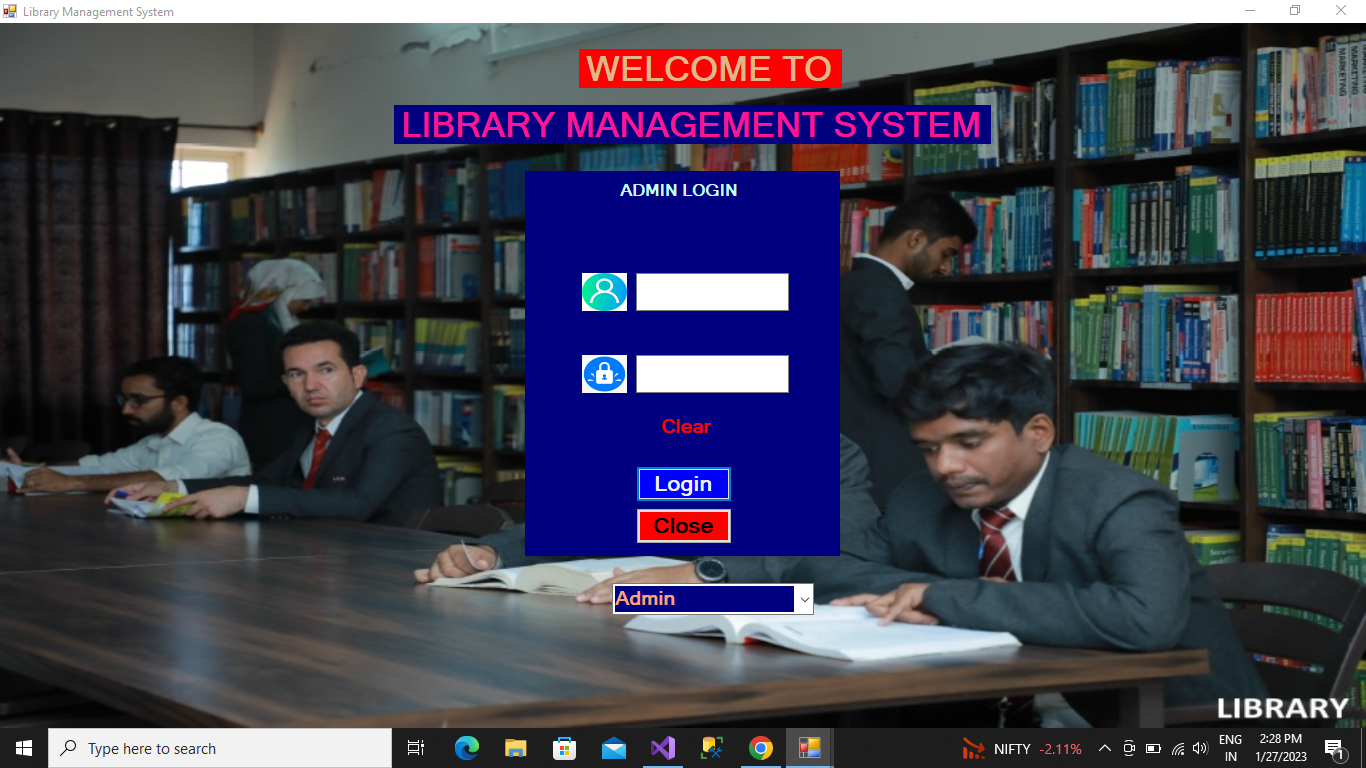 Library Management System
WELCOME TO
LIBRARY MANAGEMENT SYSTEM
ADMIN LOGIN
Clear
Login
Close
Admin
MARKETING
LIBRARY
Type here to search
NIFTY -2.11%
ENG
IN
2:28 PM
1/27/2023
1